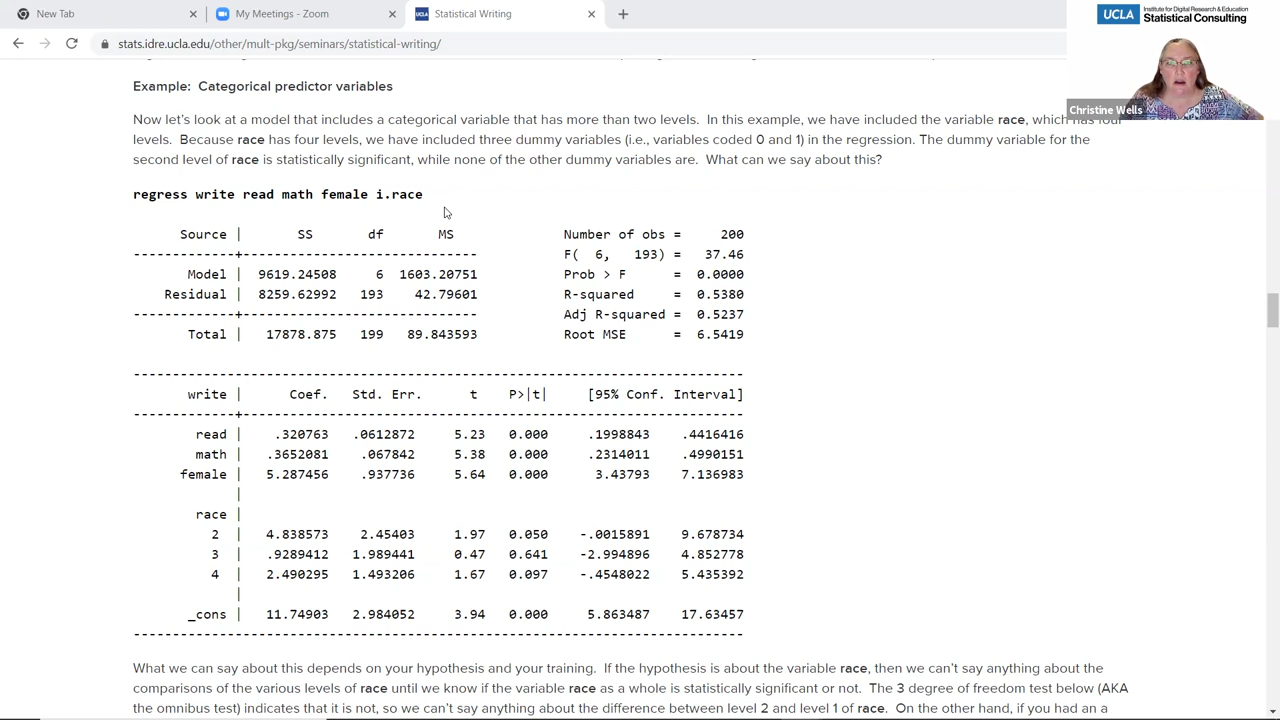 New Tab
My Meetings - Zoom
Statistical Writing
stats.idre.ucla.edu/other/mult-pkg/seminars/statistical-writing/
UCLA Institute for Digital Research & Education
Statistical Consulting
Christine Wells
Example:  Categorical predictor variables
Now let's look at a model that includes categorical variable that has more than two levels.  In this example, we have included the variable race, which has four
levels.  Because race has four levels, we have included three dummy variables (i.e., variables coded 0 and 1) in the regression. The dummy variable for the
second level of race is statistically significant, while none of the other dummy variables are.  What can we say about this?
regress write read math female i.race
Source | SS df MS Number of obs = 200
-------------+------------------------------ F( 6, 193) = 37.46
Model | 9619.24508 6 1603.20751 Prob > F = 0.0000
Residual | 8259.62992 193 42.79601 R-squared = 0.5380
-------------+------------------------------ Adj R-squared = 0.5237
Total | 17878.875 199 89.843593 Root MSE = 6.5419
------------------------------------------------------------------------------
write | Coef. Std. Err. t P>|t| [95% Conf. Interval]
-------------+----------------------------------------------------------------
read | .320763 .0612872 5.23 0.000 .1998843 .4416416
math | .3652081 .067842 5.38 0.000 .2314011 .4990151
female | 5.287456 .937736 5.64 0.000 3.43793 7.136983
|
race |
2 | 4.838573 2.45403 1.97 0.050 -.0015891 9.678734
3 | .9289412 1.989441 0.47 0.641 -2.994896 4.852778
4 | 2.490295 1.493206 1.67 0.097 -.4548022 5.435392
|
_cons | 11.74903 2.984052 3.94 0.000 5.863487 17.63457
------------------------------------------------------------------------------
What we can say about this depends on your hypothesis and your training.  If the hypothesis is about the variable race, then we can't say anything about the
comparisons of the various levels of race until we know if the variable race as a whole is statistically significant or not.  The 3 degree of freedom test below (AKA
the omnibus test) indicates that it is not, so we can't say anything about the difference between level 2 and level 1 of race.  On the other hand, if you had an a